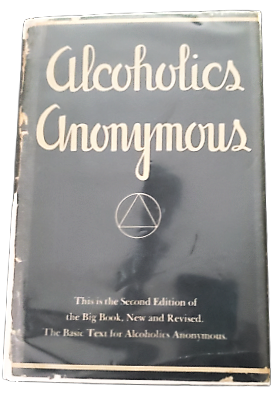 Alcoholics
Anonymous
This is the Second Edition of
the Big Book, New and Revised.
The Basic Text for Alcoholics Anonymous.